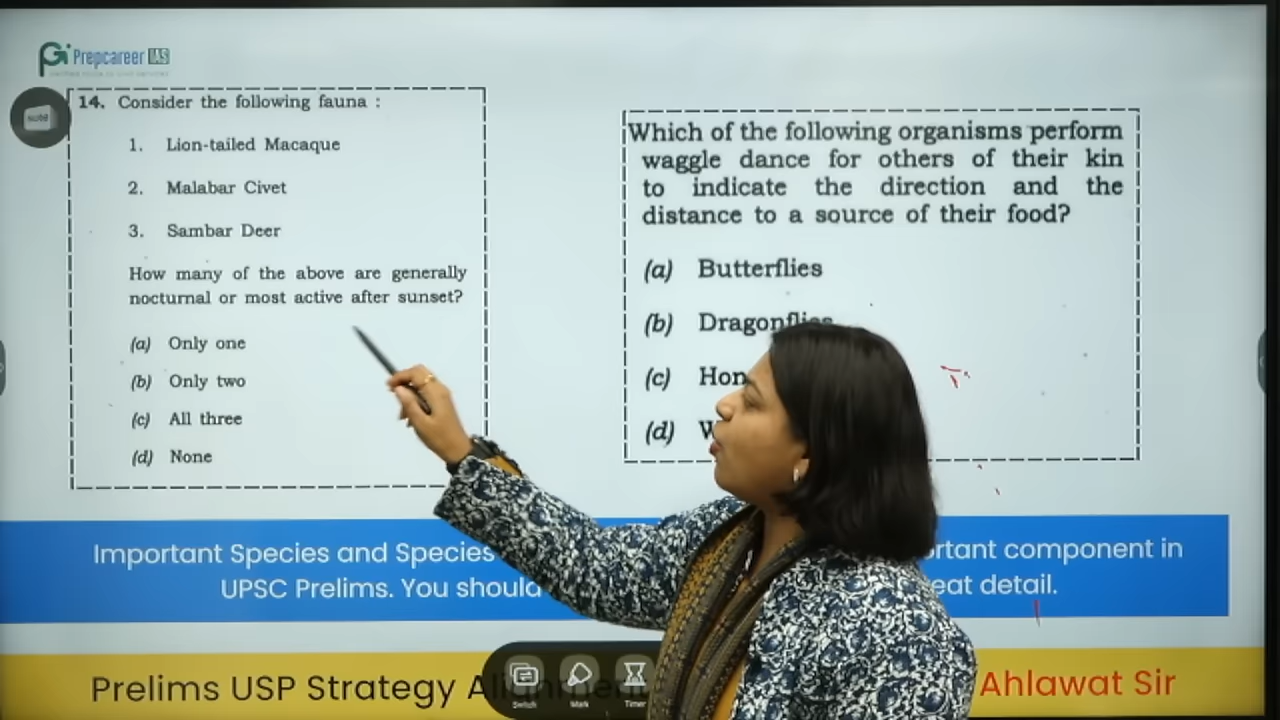 Prepcareer IAS
14. Consider the following fauna :
1. Lion-tailed Macaque
2. Malabar Civet
3. Sambar Deer
How many of the above are generally
nocturnal or most active after sunset?
(a) Only one
(b) Only two
(c) All three
(d) None
Which of the following organisms perform
waggle dance for others of their kin
to indicate the direction and the
distance to a source of their food?
(a) Butterflies
(b) Dragonflies
(c) Hon
(d) W
Important Species and Species rtant component in
UPSC Prelims. You should eat detail.
Prelims USP Strategy Ahlawat Sir
Switch Mark Timer